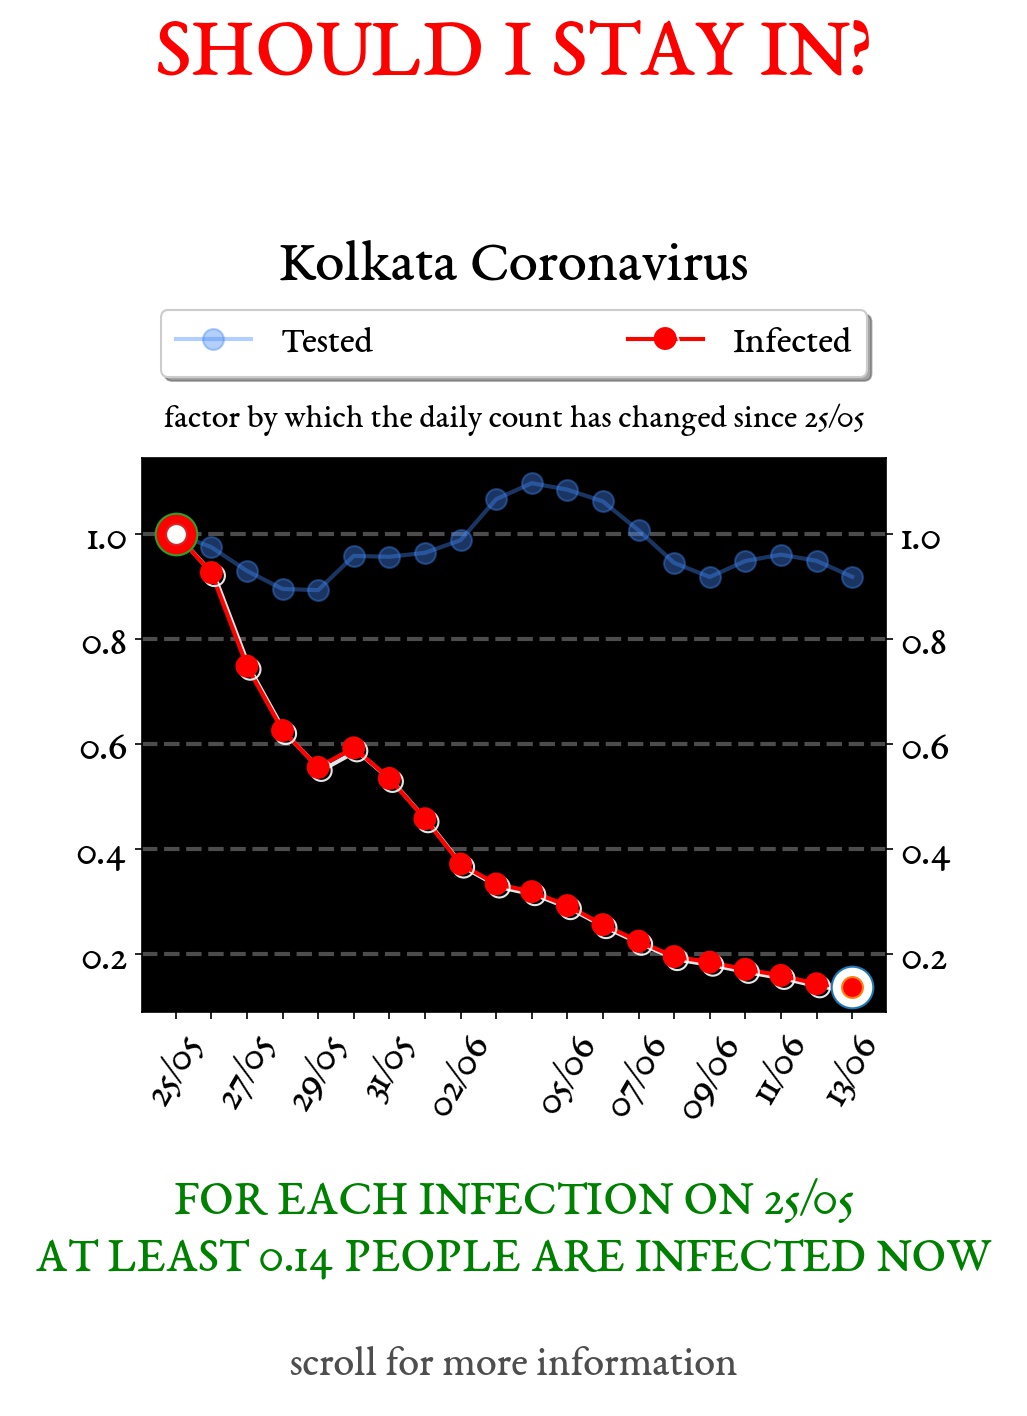 SHOULD I STAY IN?
Kolkata Coronavirus
Tested Infected
factor by which the daily count has changed since 25/05
1.0 1.0
0.8 0.8
0.6 0.6
0.4 0.4
0.2 0.2
25/05 27/05 29/05 31/05 02/06 05/06 07/06 09/06 11/06 13/06
FOR EACH INFECTION ON 25/05
AT LEAST 0.14 PEOPLE ARE INFECTED NOW
scroll for more information